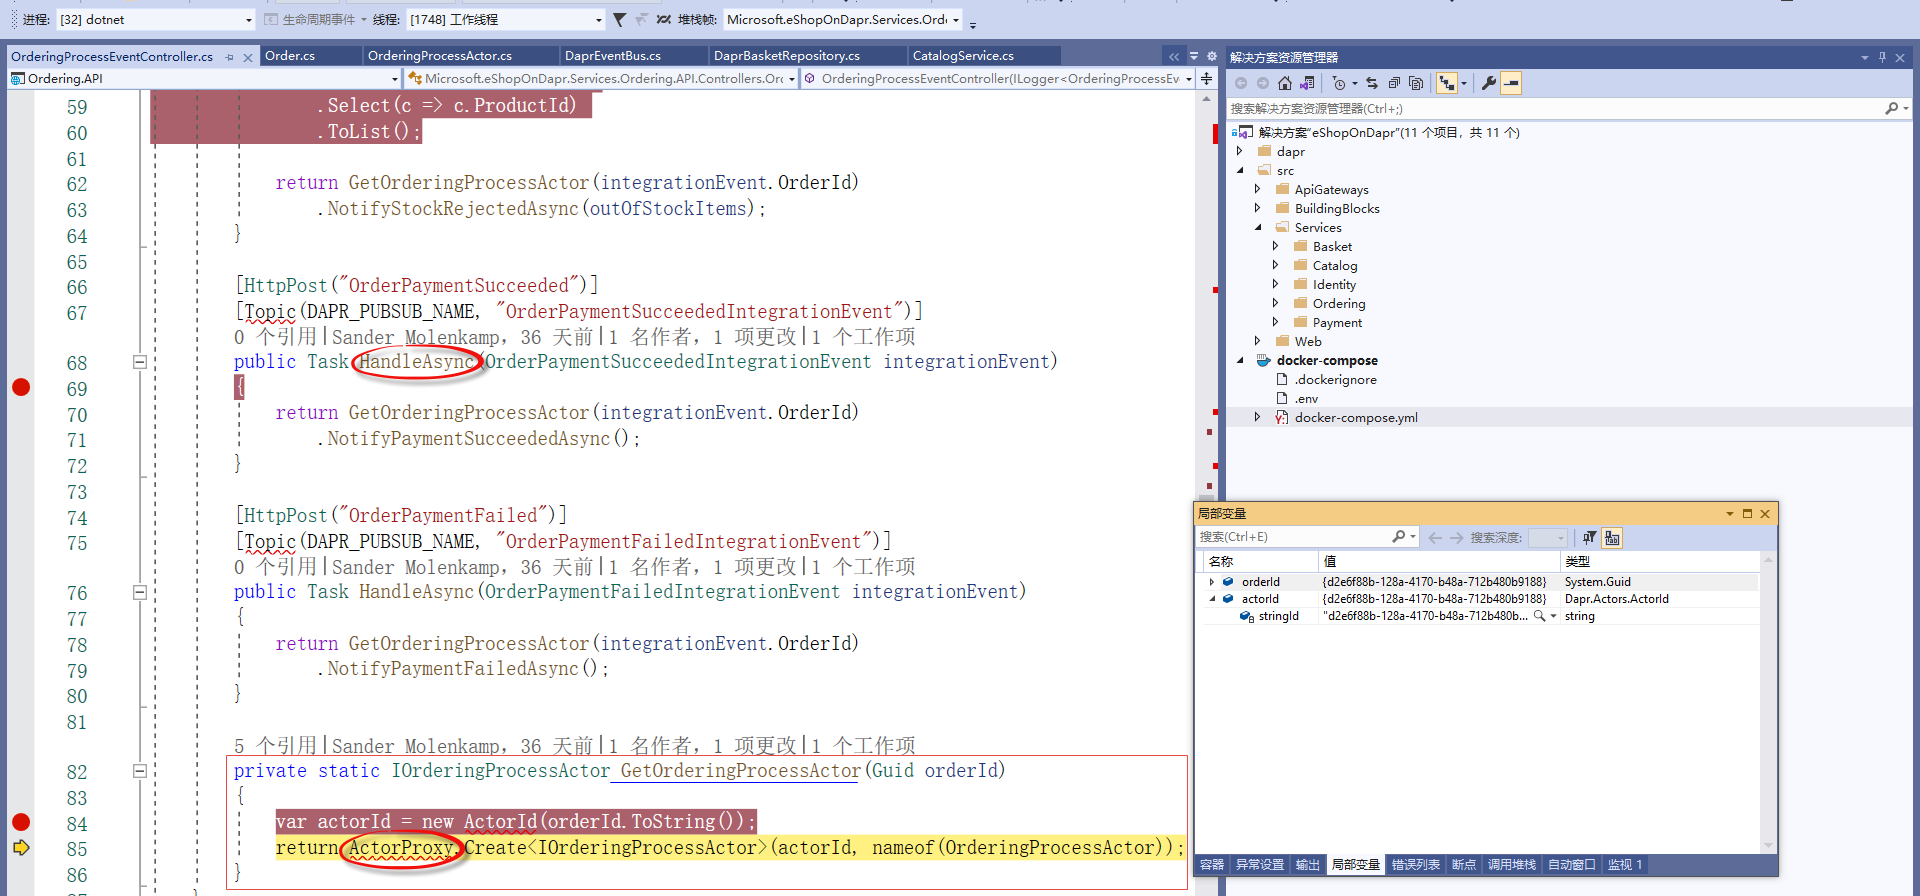 进程: [32] dotnet 生命周期事件 线程: [1748] 工作线程 堆栈帧: Microsoft.eShopOnDapr.Services.Orde
OrderingProcessEventController.cs Order.cs OrderingProcessActor.cs DaprEventBus.cs DaprBasketRepository.cs CatalogService.cs
Ordering.API Microsoft.eShopOnDapr.Services.Ordering.API.Controllers.Orc OrderingProcessEventController(ILogger<OrderingProcessEve
59 .Select(c => c.ProductId)
60 .ToList();
61
62 return GetOrderingProcessActor(integrationEvent.OrderId)
63 .NotifyStockRejectedAsync(outOfStockItems);
64 }
65
66 [HttpPost("OrderPaymentSucceeded")]
67 [Topic(DAPR_PUBSUB_NAME, "OrderPaymentSucceededIntegrationEvent")]
0 个引用|Sander Molenkamp，36 天前|1 名作者，1 项更改|1 个工作项
68 public Task HandleAsync(OrderPaymentSucceededIntegrationEvent integrationEvent)
69 {
70 return GetOrderingProcessActor(integrationEvent.OrderId)
71 .NotifyPaymentSucceededAsync();
72 }
73
74 [HttpPost("OrderPaymentFailed")]
75 [Topic(DAPR_PUBSUB_NAME, "OrderPaymentFailedIntegrationEvent")]
0 个引用|Sander Molenkamp，36 天前|1 名作者，1 项更改|1 个工作项
76 public Task HandleAsync(OrderPaymentFailedIntegrationEvent integrationEvent)
77 {
78 return GetOrderingProcessActor(integrationEvent.OrderId)
79 .NotifyPaymentFailedAsync();
80 }
81
5 个引用|Sander Molenkamp，36 天前|1 名作者，1 项更改|1 个工作项
82 private static IOrderingProcessActor GetOrderingProcessActor(Guid orderId)
83 {
84 var actorId = new ActorId(orderId.ToString());
85 return ActorProxy.Create<IOrderingProcessActor>(actorId, nameof(OrderingProcessActor));
86 }
解决方案资源管理器
搜索解决方案资源管理器(Ctrl+;)
解决方案"eShopOnDapr"(11 个项目，共 11 个)
dapr
src
ApiGateways
BuildingBlocks
Services
Basket
Catalog
Identity
Ordering
Payment
Web
docker-compose
.dockerignore
.env
docker-compose.yml
局部变量
搜索(Ctrl+E) 搜索深度:
名称 值 类型
orderId {d2e6f88b-128a-4170-b48a-712b480b9188} System.Guid
actorId {d2e6f88b-128a-4170-b48a-712b480b9188} Dapr.Actors.ActorId
stringId "d2e6f88b-128a-4170-b48a-712b480b... string
容器 异常设置 输出 局部变量 错误列表 断点 调用堆栈 自动窗口 监视 1